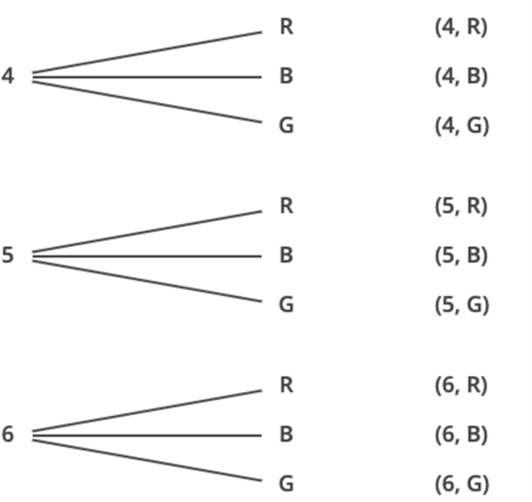 R (4, R)
4 B (4, B)
G (4, G)
R (5, R)
5 B (5, B)
G (5, G)
R (6, R)
6 B (6, B)
G (6, G)